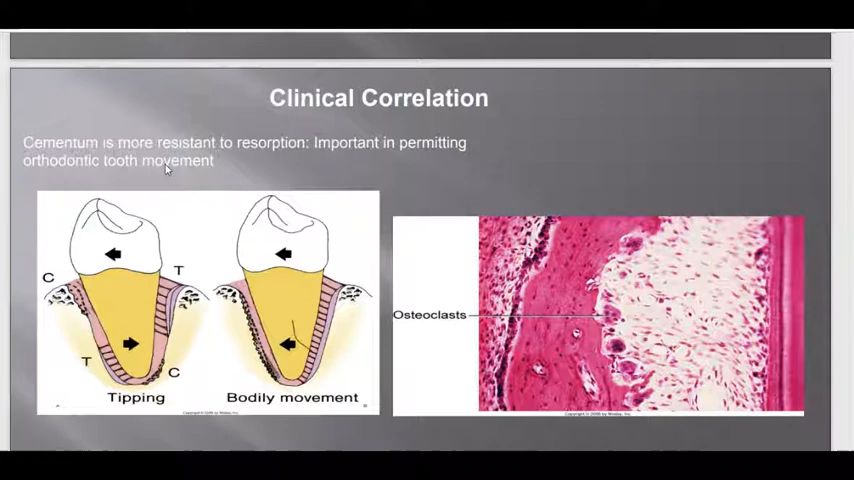 Clinical Correlation
Cementum is more resistant to resorption: Important in permitting
orthodontic tooth movement
C
T
T
C
Tipping
Bodily movement
Osteoclasts